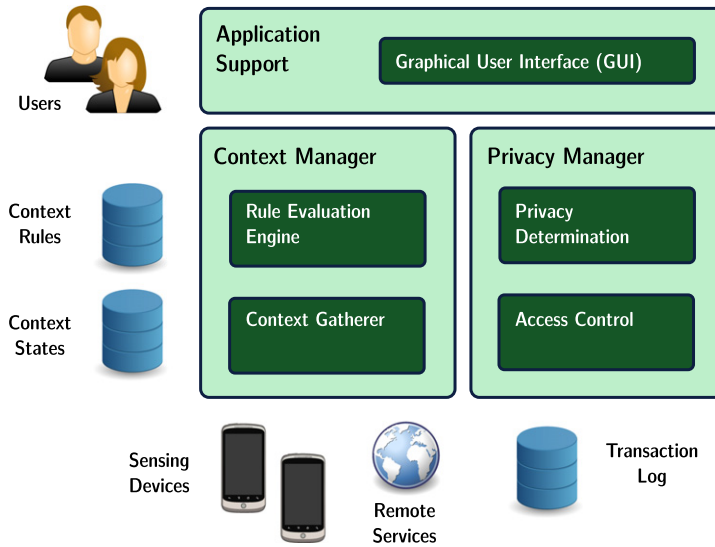 Users
Application
Support
Graphical User Interface (GUI)
Context Manager
Privacy Manager
Context
Rules
Rule Evaluation
Engine
Privacy
Determination
Context
States
Context Gatherer
Access Control
Sensing
Devices
Remote
Services
Transaction
Log